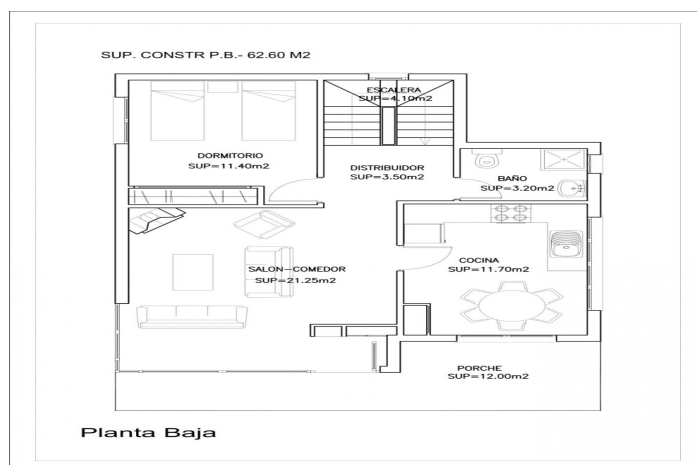 SUP. CONSTR P.B.- 62.60 M2
ESCALERA
SUP=4.10m2
DORMITORIO
SUP=11.40m2
DISTRIBUIDOR
SUP=3.50m2
BAÑO
SUP=3.20m2
SALON-COMEDOR
SUP=21.25m2
COCINA
SUP=11.70m2
PORCHE
SUP=12.00m2
Planta Baja